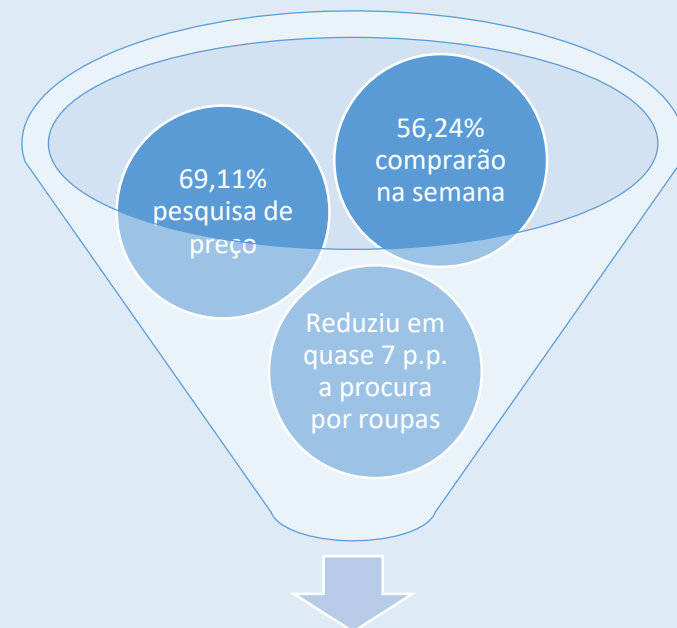 69,11%
pesquisa de
preço
56,24%
comprarão
na semana
Reduziu em
quase 7 p.p.
a procura
por roupas